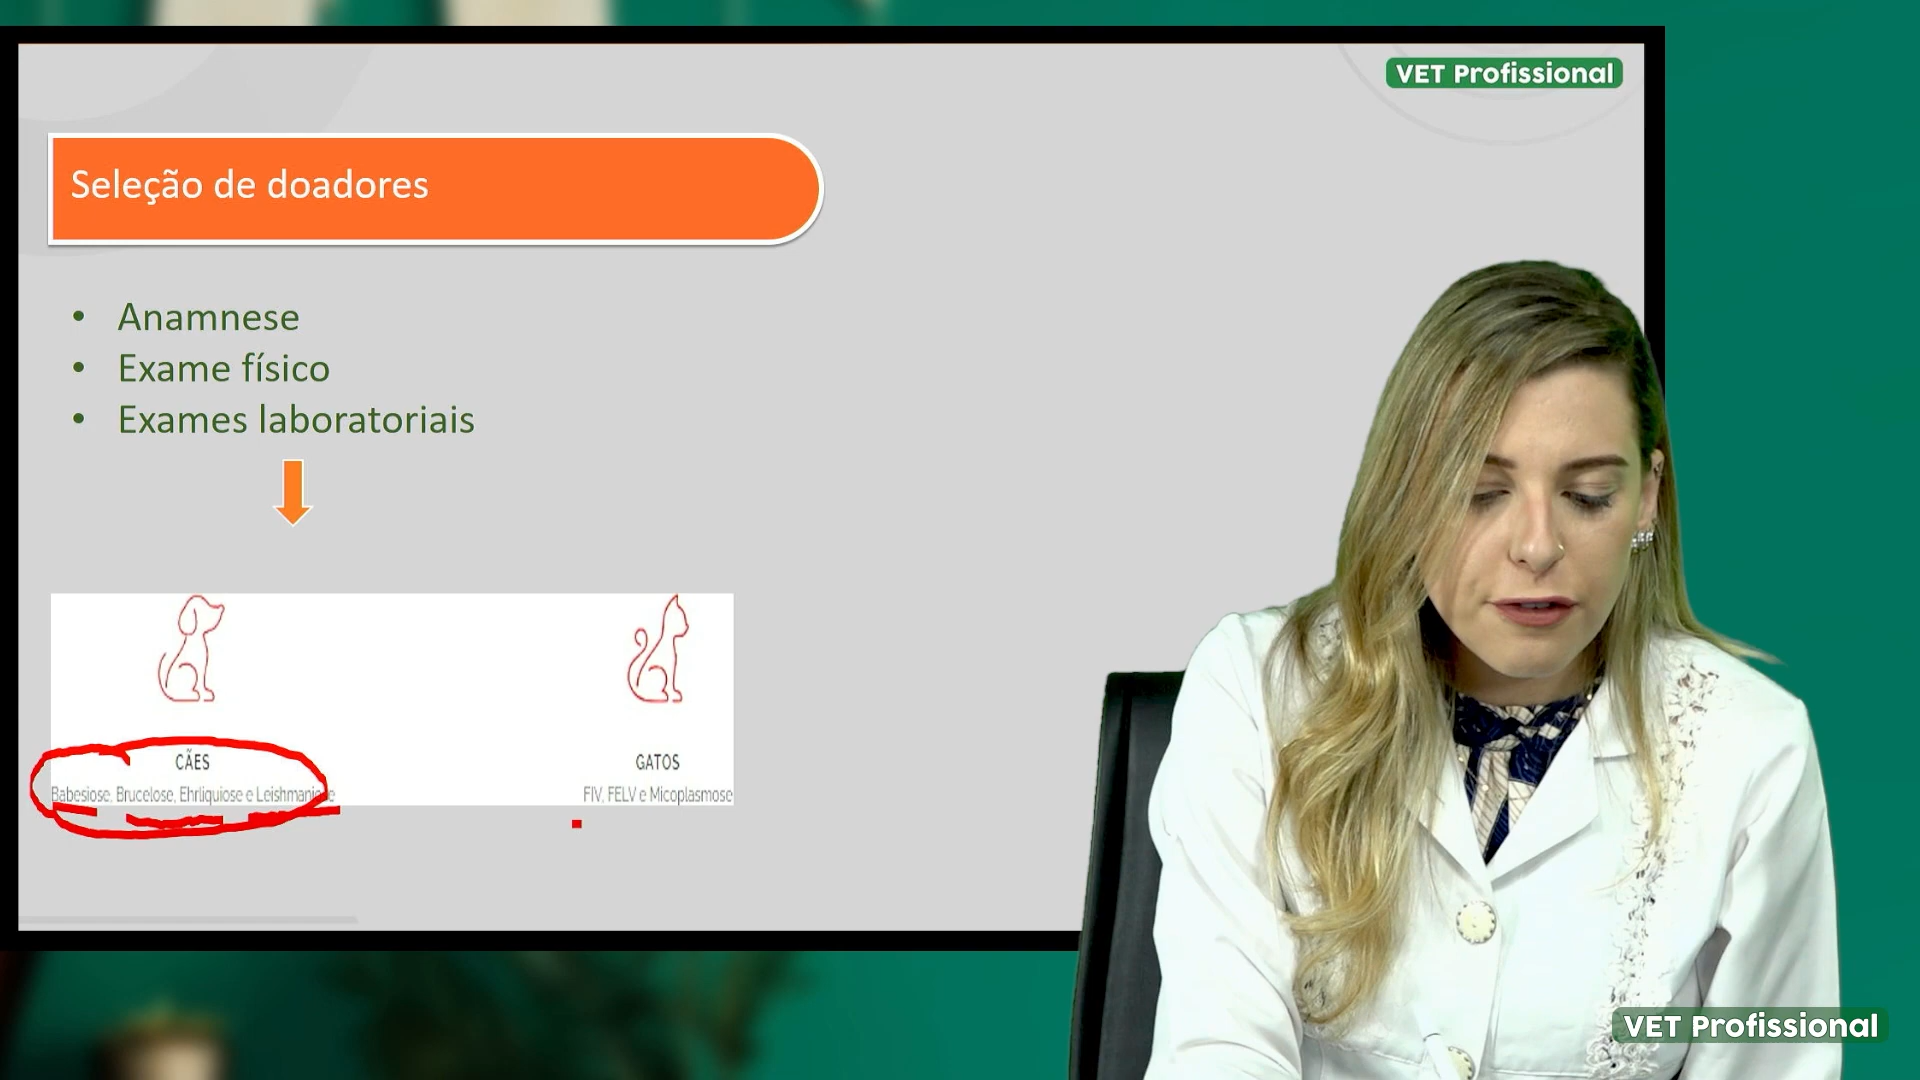 VET Profissional
Seleção de doadores
• Anamnese
• Exame físico
• Exames laboratoriais
CÃES
GATOS
Babesiose, Brucelose, Ehrliquiose e Leishmaniose
FIV, FELV e Micoplasmose
VET Profissional